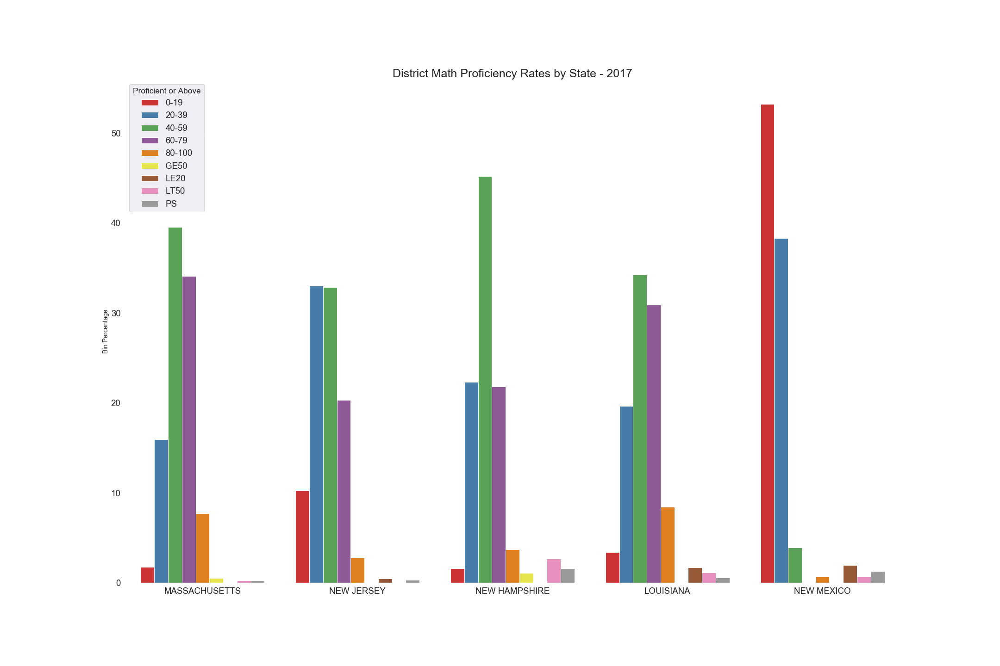 District Math Proficiency Rates by State - 2017
Proficient or Above
0-19
20-39
40-59
60-79
80-100
GE50
LE20
LT50
PS
50
40
30
20
10
0
Bin Percentage
MASSACHUSETTS
NEW JERSEY
NEW HAMPSHIRE
LOUISIANA
NEW MEXICO